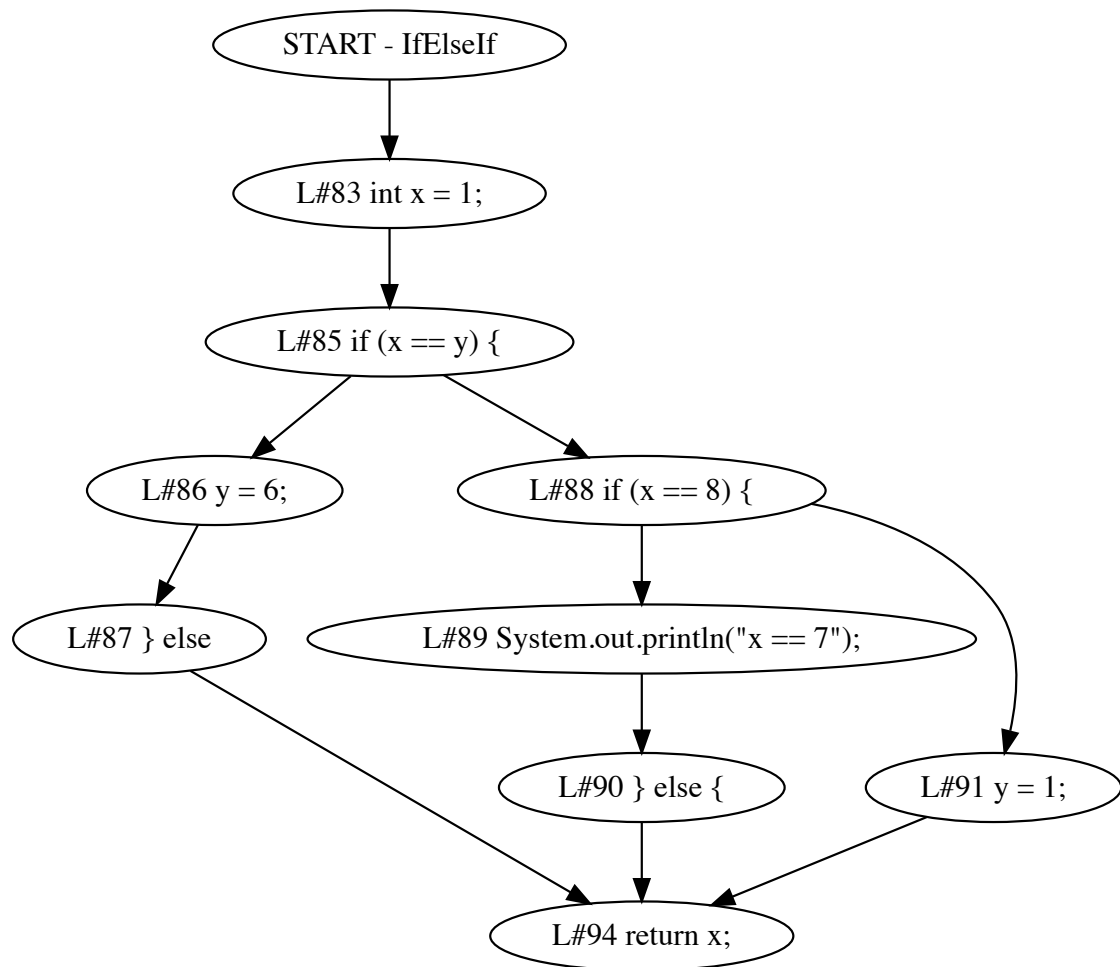 START - IfElseIf
L#83 int x = 1;
L#85 if (x == y) {
L#86 y = 6;
L#88 if (x == 8) {
L#87 } else
L#89 System.out.println("x == 7");
L#90 } else {
L#91 y = 1;
L#94 return x;